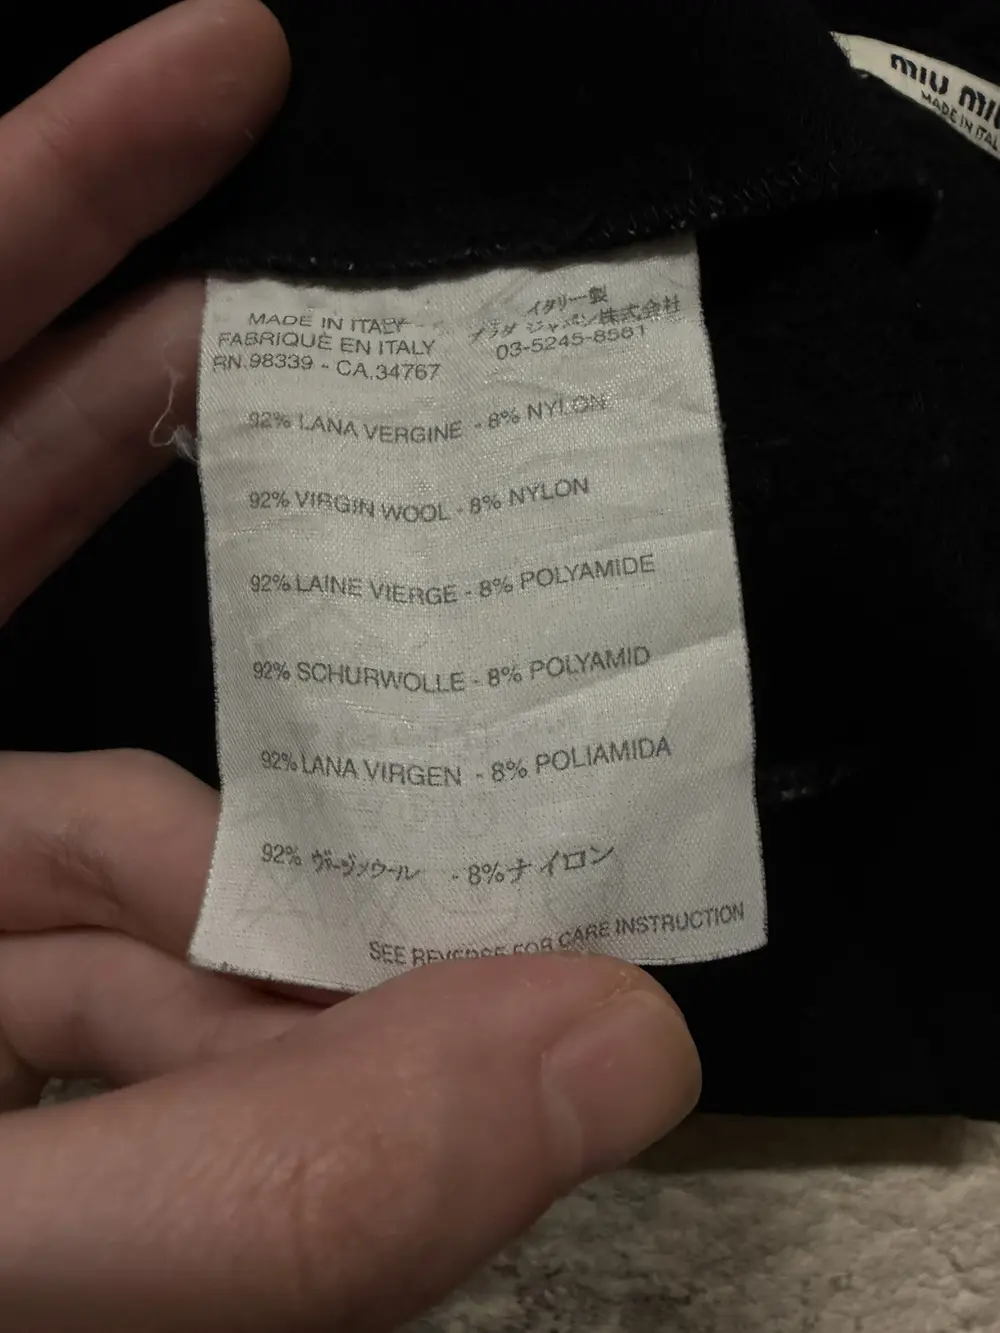 miu miu
MADE IN ITAL
MADE IN ITALY
FABRIQUÈ EN ITALY
RN.98339 - CA.34767
イタリー製
プラダ ジャパン株式会社
03-5245-8561
92% LANA VERGINE - 8% NYLON
92% VIRGIN WOOL - 8% NYLON
92% LAINE VIERGE - 8% POLYAMIDE
92% SCHURWOLLE - 8% POLYAMID
92% LANA VIRGEN - 8% POLIAMIDA
92% ヴァージンウール - 8% ナイロン
SEE REVERSE FOR CARE INSTRUCTION